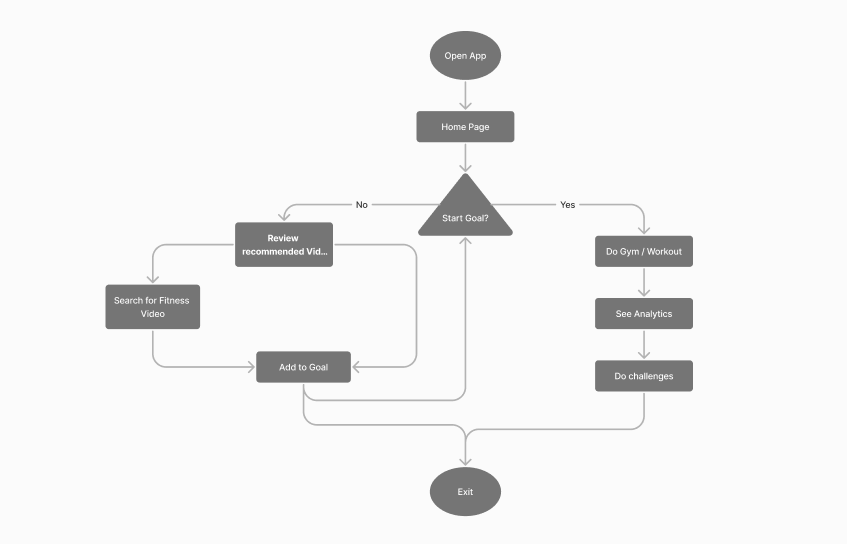 Open App
Home Page
No
Start Goal?
Yes
Review
recommended Vid...
Do Gym / Workout
Search for Fitness
Video
See Analytics
Add to Goal
Do challenges
Exit